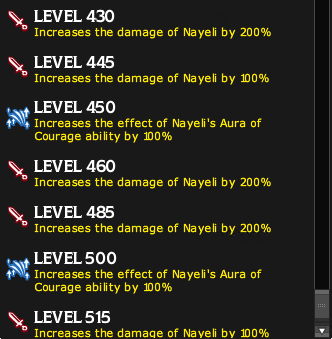 LEVEL 430
Increases the damage of Nayeli by 200%
LEVEL 445
Increases the damage of Nayeli by 100%
LEVEL 450
Increases the effect of Nayeli's Aura of
Courage ability by 100%
LEVEL 460
Increases the damage of Nayeli by 200%
LEVEL 485
Increases the damage of Nayeli by 200%
LEVEL 500
Increases the effect of Nayeli's Aura of
Courage ability by 100%
LEVEL 515
Increases the damage of Nayeli by 100%